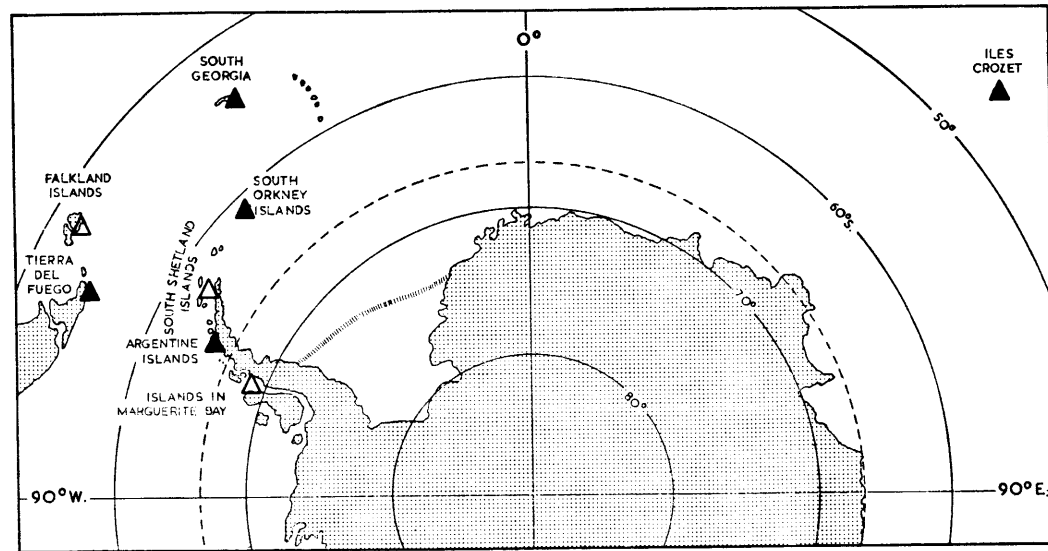 0°
SOUTH
GEORGIA
ILES
CROZET
50°
FALKLAND
ISLANDS
SOUTH
ORKNEY
ISLANDS
60°S.
TIERRA
DEL
FUEGO
SOUTH SHETLAND
ISLANDS
70°
ARGENTINE
ISLANDS
ISLANDS IN
MARGUERITE BAY
80°
90°W.
90°E.